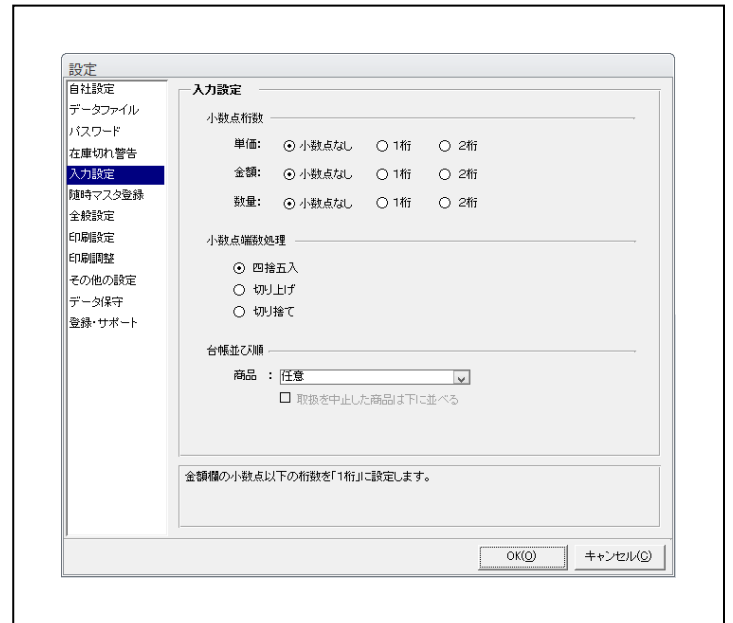 設定
自社設定
データファイル
パスワード
在庫切れ警告
入力設定
随時マスタ登録
全般設定
印刷設定
印刷調整
その他の設定
データ保守
登録・サポート
入力設定
小数点桁数
単価: 小数点なし 1桁 2桁
金額: 小数点なし 1桁 2桁
数量: 小数点なし 1桁 2桁
小数点端数処理
四捨五入
切り上げ
切り捨て
台帳並び順
商品 : 任意
取扱を中止した商品は下に並べる
金額欄の小数点以下の桁数を「1桁」に設定します。
OK(O) キャンセル(C)